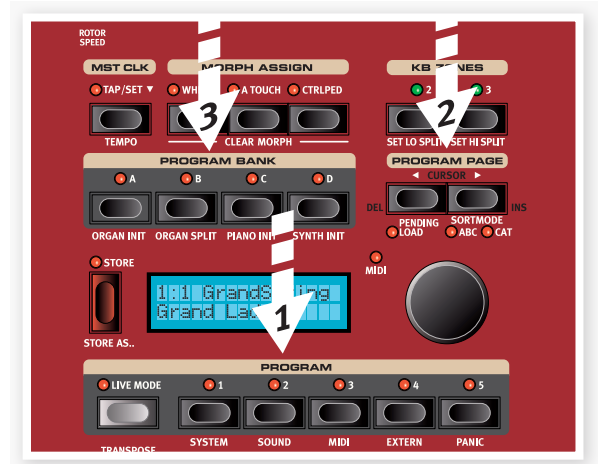 ROTOR
SPEED
MST CLK
MORPH ASSIGN
KB ZONES
TAP/SET ▼
WH
A TOUCH
CTRLPED
2
3
3
2
TEMPO
CLEAR MORPH
SET LO SPLIT
SET HI SPLIT
PROGRAM BANK
PROGRAM PAGE
A
B
C
D
◄ CURSOR ►
DEL
INS
ORGAN INIT
ORGAN SPLIT
PIANO INIT
SYNTH INIT
PENDING
LOAD
SORTMODE
ABC
CAT
STORE
MIDI
1:1 GrandS ing
Grand La
1
STORE AS..
PROGRAM
LIVE MODE
1
2
3
4
5
TRANSPOSE
SYSTEM
SOUND
MIDI
EXTERN
PANIC